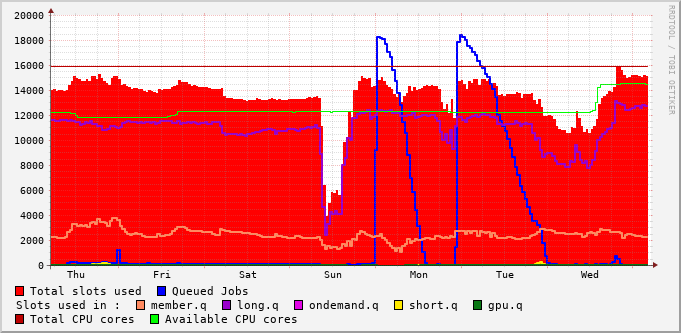 RRDTOOL / TOBI OETIKER
20000
18000
16000
14000
12000
10000
8000
6000
4000
2000
0
Thu Fri Sat Sun Mon Tue Wed
Total slots used Queued Jobs
Slots used in : member.q long.q ondemand.q short.q gpu.q
Total CPU cores Available CPU cores